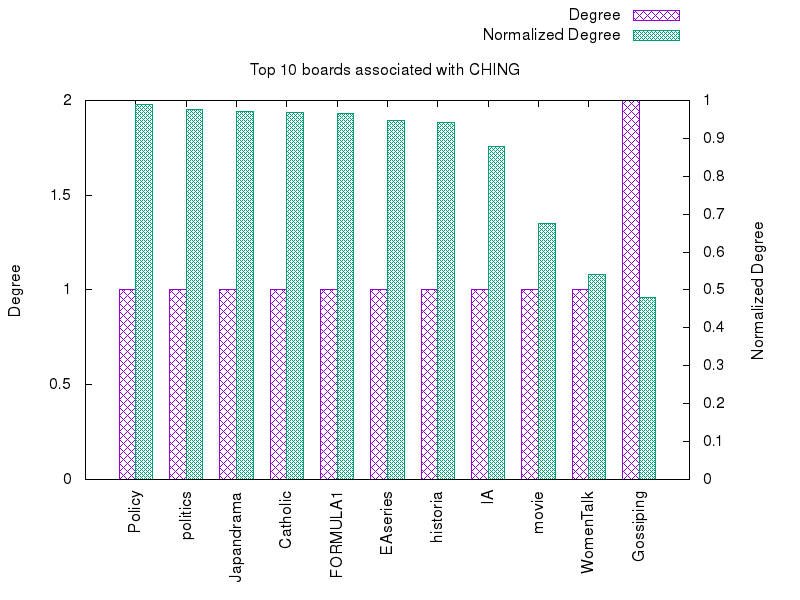 Degree
Normalized Degree
Top 10 boards associated with CHING
2
1.5
1
0.5
0
1
0.9
0.8
0.7
0.6
0.5
0.4
0.3
0.2
0.1
0
Degree
Normalized Degree
Policy
politics
Japandrama
Catholic
FORMULA1
EAseries
historia
IA
movie
WomenTalk
Gossiping